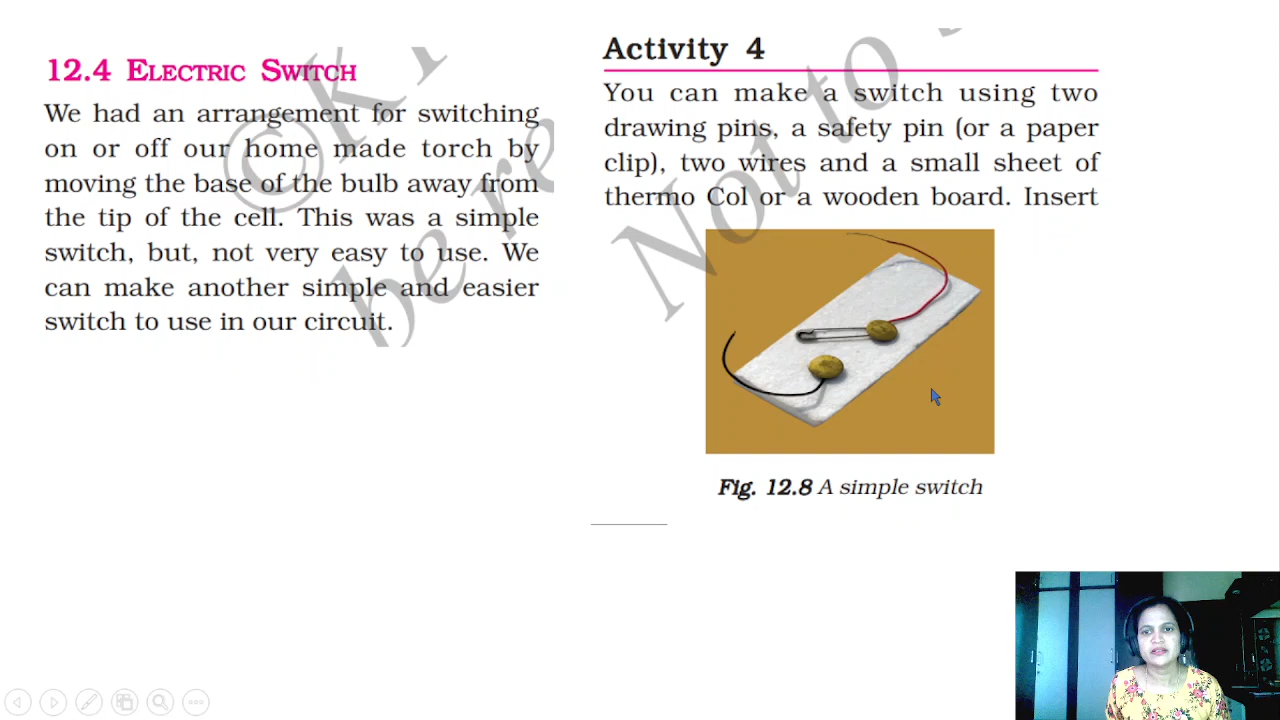 12.4 ELECTRIC SWITCH
We had an arrangement for switching
on or off our home made torch by
moving the base of the bulb away from
the tip of the cell. This was a simple
switch, but, not very easy to use. We
can make another simple and easier
switch to use in our circuit.
Activity 4
You can make a switch using two
drawing pins, a safety pin (or a paper
clip), two wires and a small sheet of
thermo Col or a wooden board. Insert
Fig. 12.8 A simple switch
be re
Not to